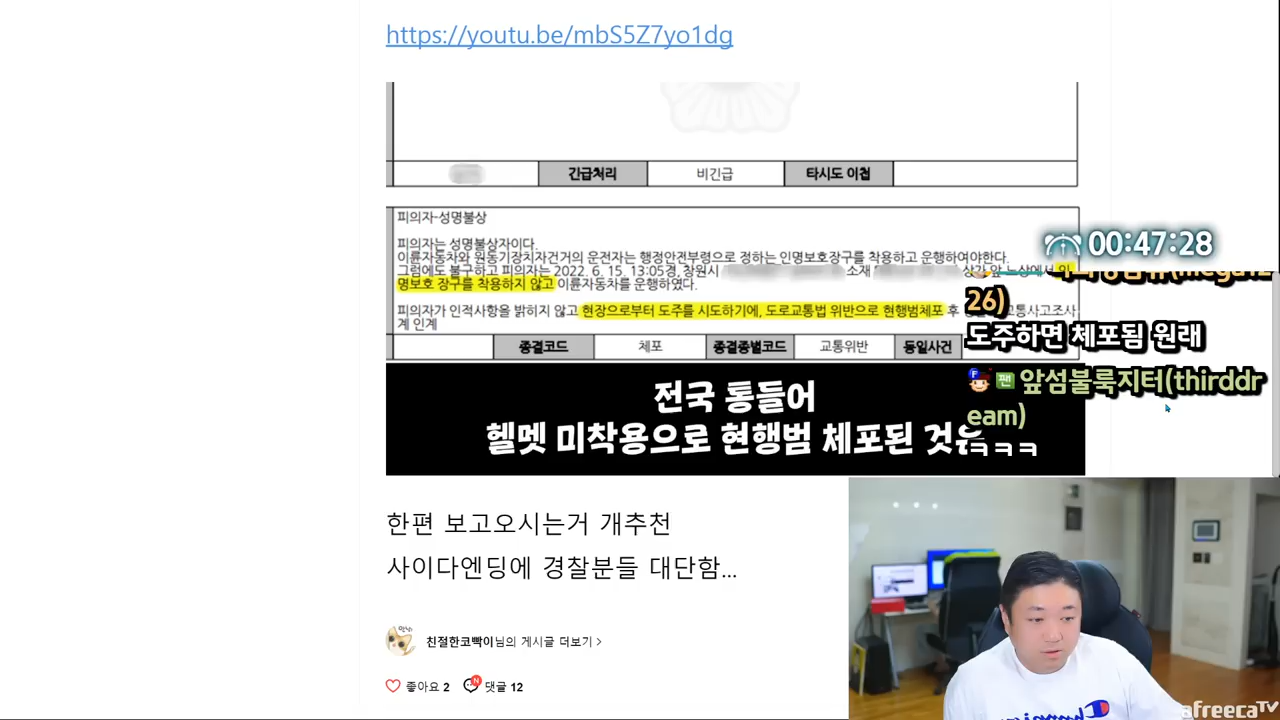 https://youtu.be/mbS5Z7yo1dg
긴급처리
비긴급
타시도 이첩
피의자-성명불상
피의자는 성명불상자이다.
이륜자동차와 원동기장치자전거의 운전자는 행정안전부령으로 정하는 인명보호장구를 착용하고 운행하여야한다.
그럼에도 불구하고 피의자는 2022. 6. 15, 13:05경, 창원시 소재 상가 앞 노상에서 인
명보호 장구를 착용하지 않고 이륜자동차를 운행하였다.
피의자가 인적사항을 밝히지 않고 현장으로부터 도주를 시도하기에, 도로교통법 위반으로 현행범체포 후
계 인계
종결코드
체포
종결종별코드
교통위반
동일사건
전국 통틀어
헬멧 미착용으로 현행범 체포된 것은
00:47:28
26)
도주하면 체포됨 원래
F 팬 앞섬불룩지터(thirddr
eam)
ㅋㅋㅋ
한편 보고오시는거 개추천
사이다엔딩에 경찰분들 대단함...
친절한코빡이님의 게시글 더보기 >
좋아요 2 N 댓글 12
Champion
afreecaTV